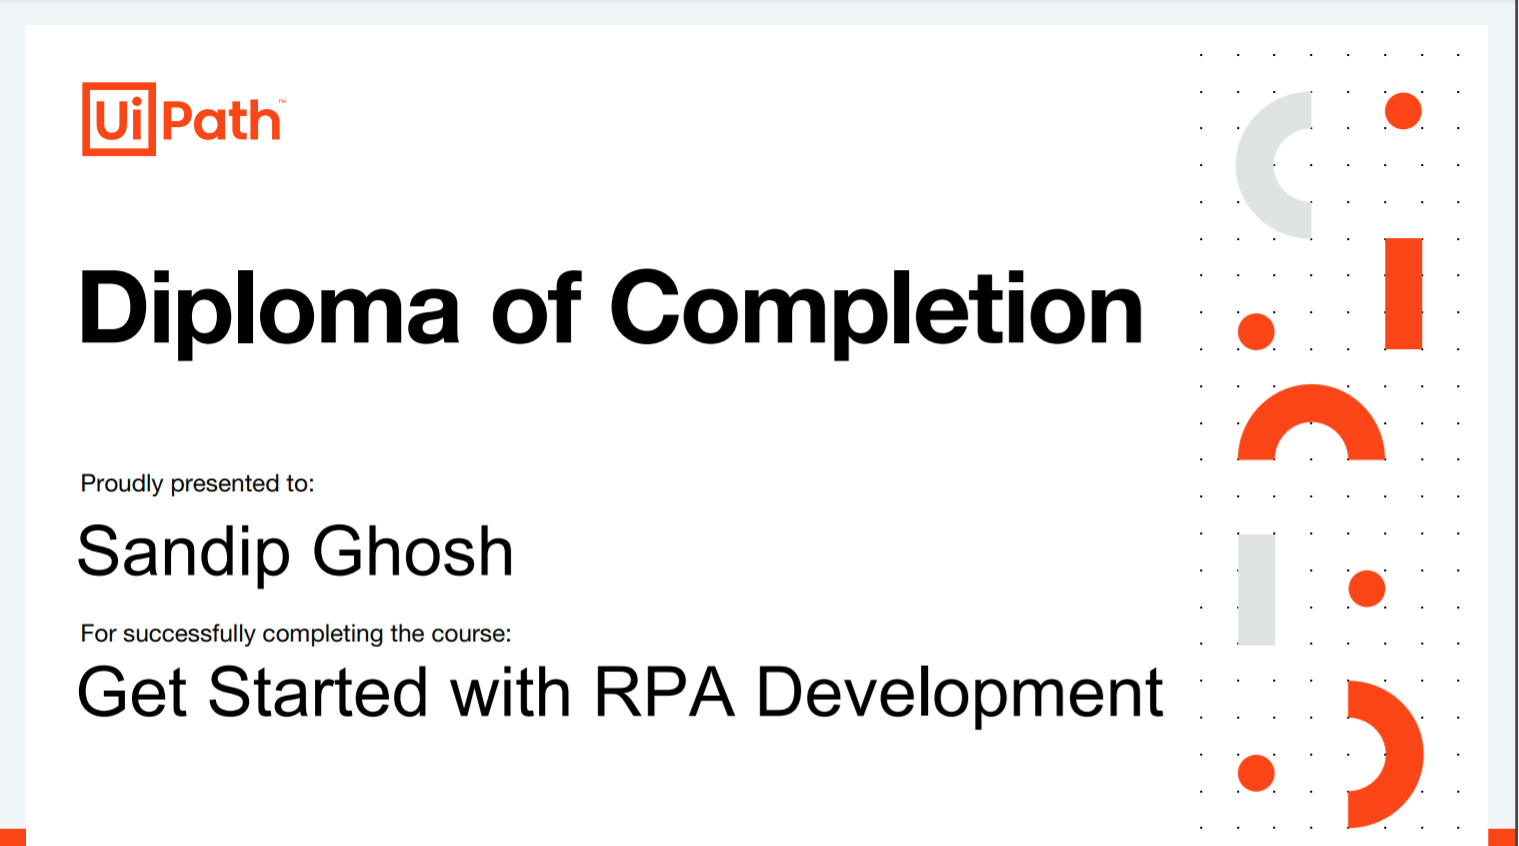 UiPath™
Diploma of Completion
Proudly presented to:
Sandip Ghosh
For successfully completing the course:
Get Started with RPA Development